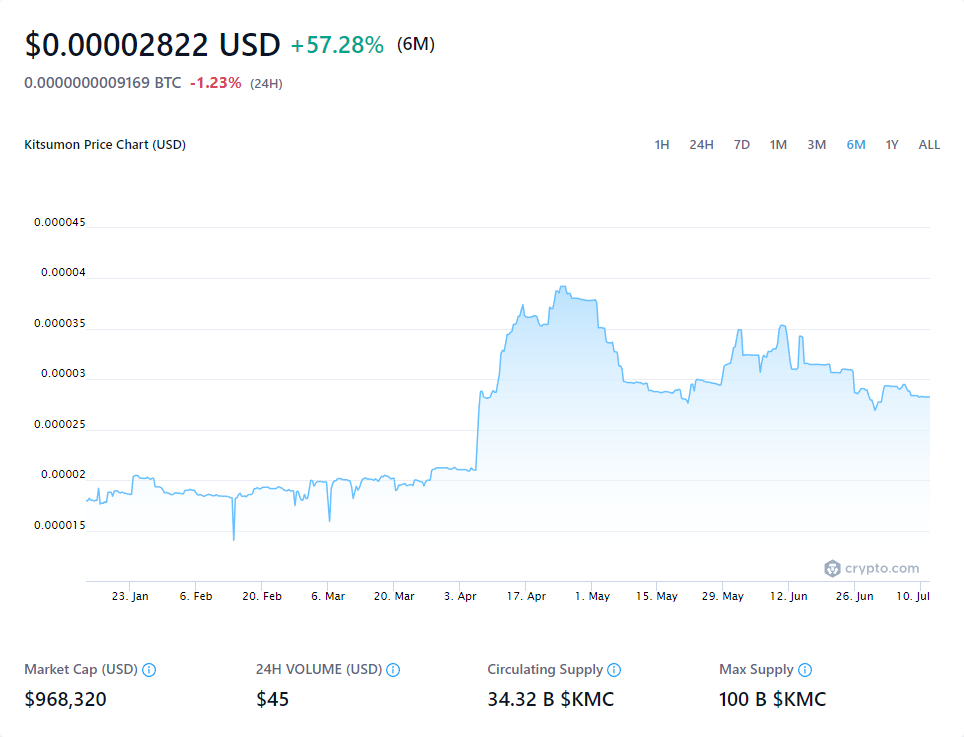 $0.00002822 USD +57.28% (6M)
0.0000000009169 BTC -1.23% (24H)
Kitsumon Price Chart (USD) 1H 24H 7D 1M 3M 6M 1Y ALL
0.000045
0.00004
0.000035
0.00003
0.000025
0.00002
0.000015
crypto.com
23. Jan 6. Feb 20. Feb 6. Mar 20. Mar 3. Apr 17. Apr 1. May 15. May 29. May 12. Jun 26. Jun 10. Jul
Market Cap (USD) 24H VOLUME (USD) Circulating Supply Max Supply
$968,320 $45 34.32 B $KMC 100 B $KMC